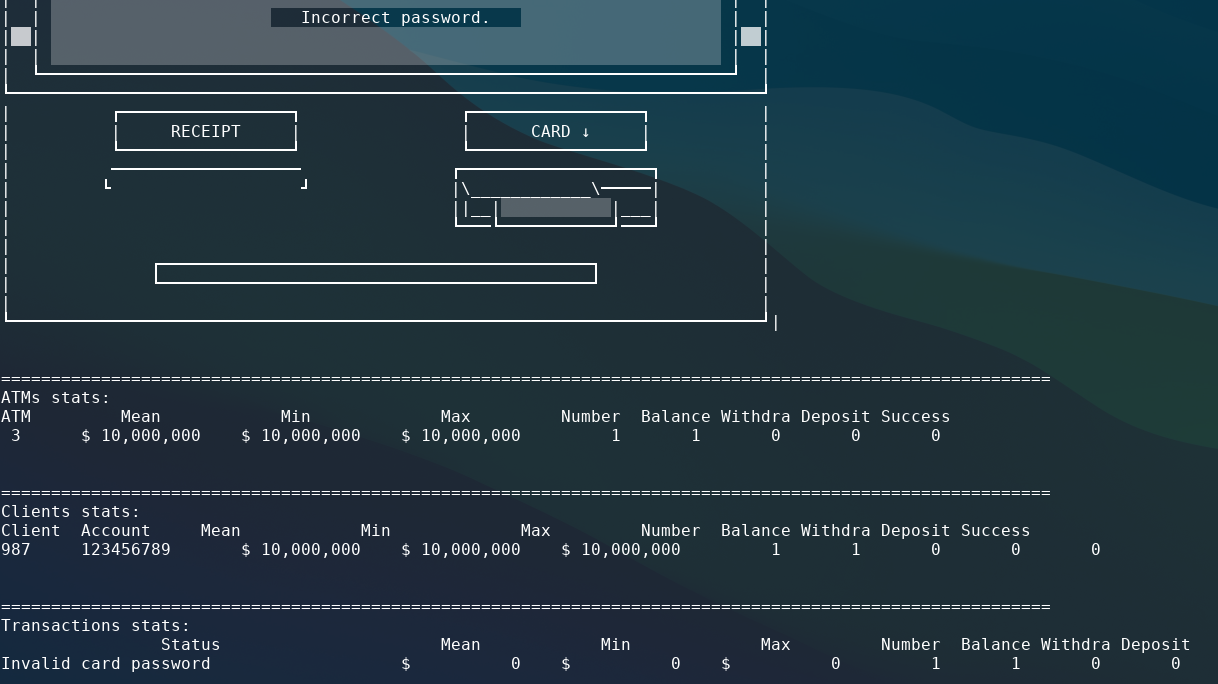 Incorrect password.
RECEIPT CARD ↓
ATMs stats:
ATM Mean Min Max Number Balance Withdra Deposit Success
3 $ 10,000,000 $ 10,000,000 $ 10,000,000 1 1 0 0 0
Clients stats:
Client Account Mean Min Max Number Balance Withdra Deposit Success
987 123456789 $ 10,000,000 $ 10,000,000 $ 10,000,000 1 1 0 0 0
Transactions stats:
Status Mean Min Max Number Balance Withdra Deposit
Invalid card password $ 0 $ 0 $ 0 1 1 0 0